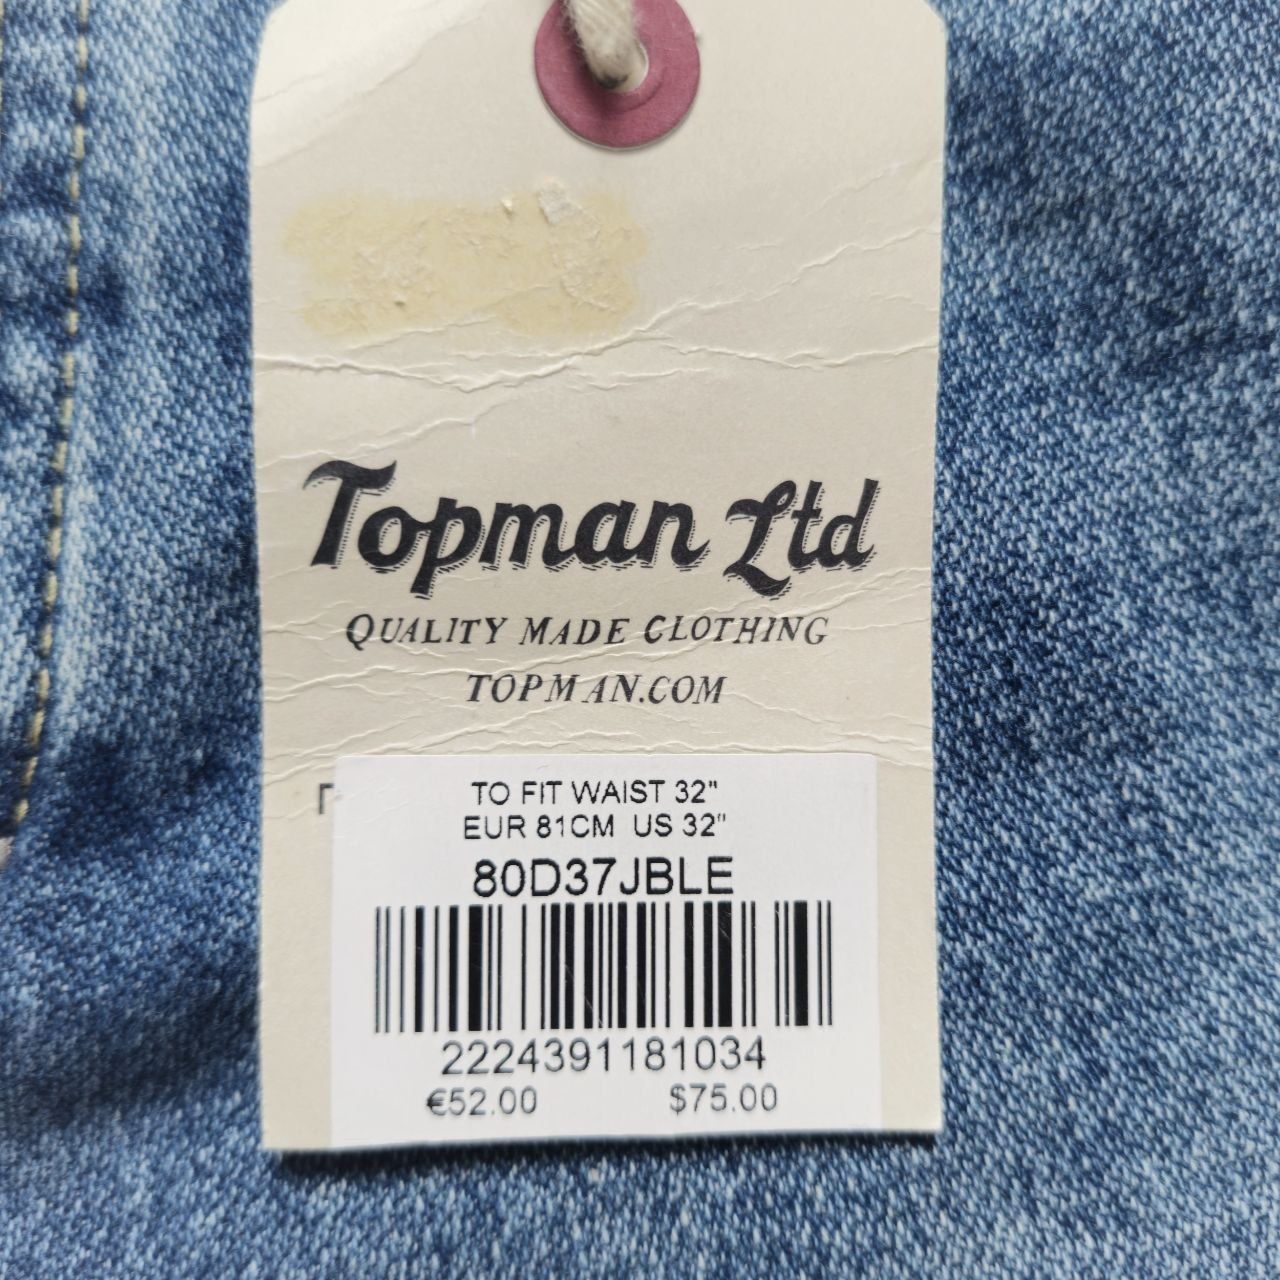 Topman Ltd
QUALITY MADE CLOTHING
TOPMAN.COM
TO FIT WAIST 32"
EUR 81CM US 32"
80D37JBLE
2224391181034
€52.00 $75.00